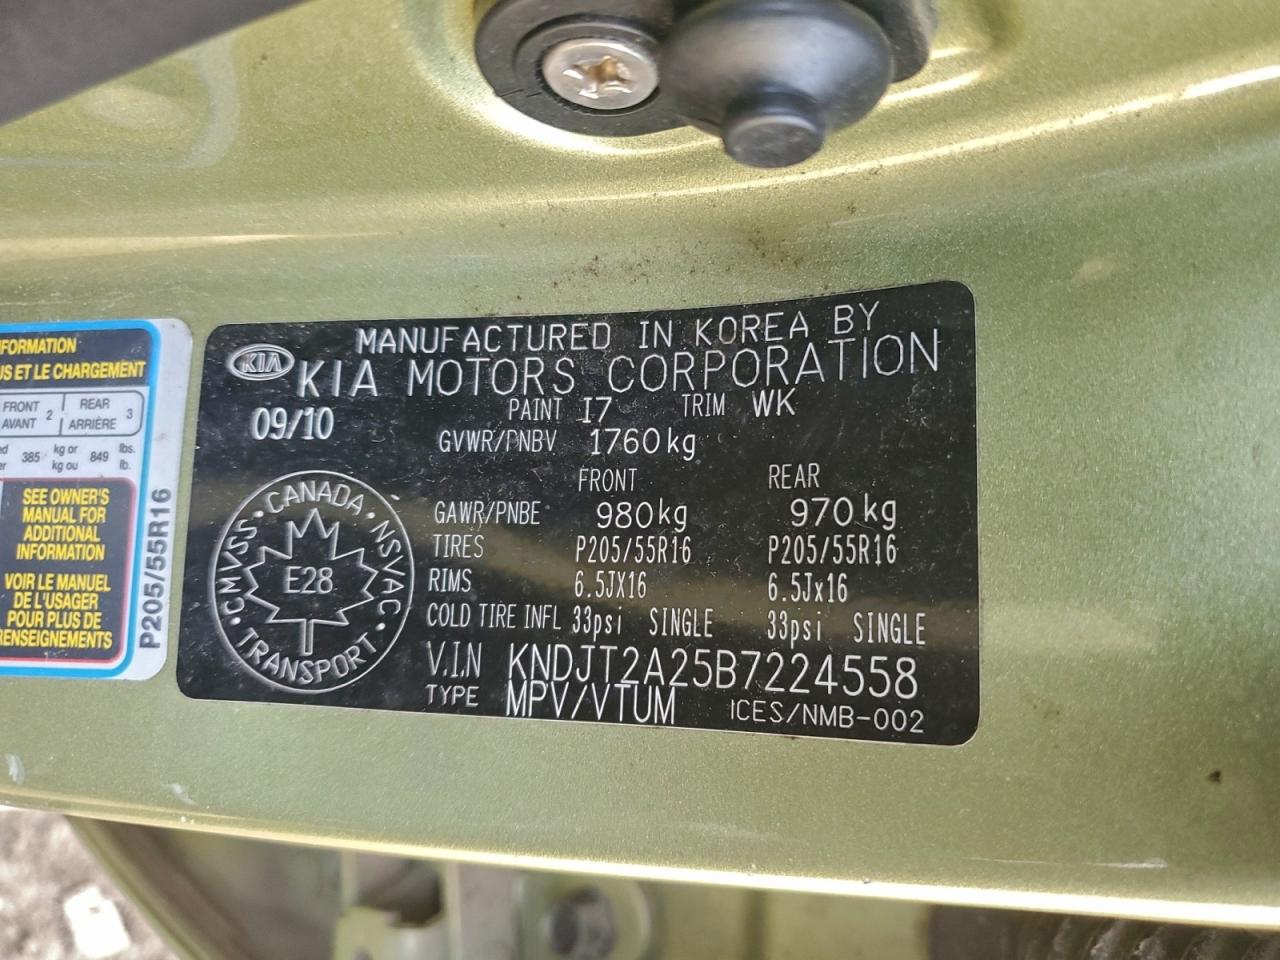 NFORMATION
US ET LE CHARGEMENT
FRONT 2 REAR 3
AVANT ARRIÈRE
385 kg or 849 lbs.
kg ou lb.
SEE OWNER'S
MANUAL FOR
ADDITIONAL
INFORMATION
VOIR LE MANUEL
DE L'USAGER
POUR PLUS DE
RENSEIGNEMENTS
P205/55R16
MANUFACTURED IN KOREA BY
KIA KIA MOTORS CORPORATION
09/10 PAINT I7 TRIM WK
GVWR/PNBV 1760kg
FRONT REAR
GAWR/PNBE 980kg 970kg
TIRES P205/55R16 P205/55R16
RIMS 6.5JX16 6.5Jx16
COLD TIRE INFL 33psi SINGLE 33psi SINGLE
V.I.N KNDJT2A25B7224558
TYPE MPV/VTUM ICES/NMB-002
CANADA · NSVAC · TRANSPORT · CMVSS ·
E28